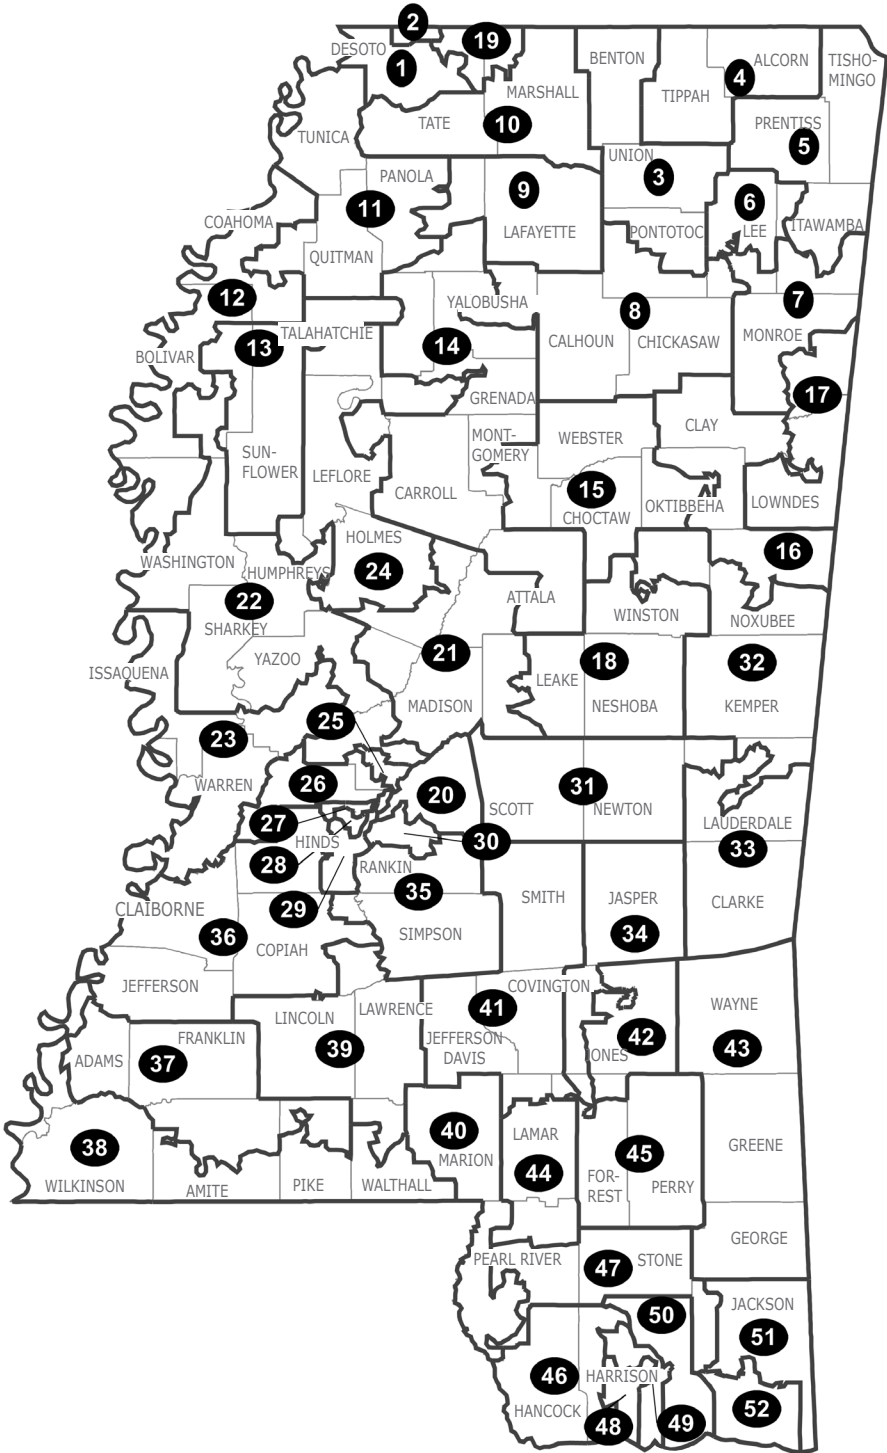 2
DESOTO
19
1
BENTON
ALCORN
TISHO-
MINGO
4
TIPPAH
MARSHALL
TATE
10
PRENTISS
5
TUNICA
UNION
3
PANOLA
9
6
11
COAHOMA
LAFAYETTE
PONTOTOC
LEE
ITAWAMBA
QUITMAN
12
YALOBUSHA
8
7
TALAHATCHIE
13
14
CALHOUN
CHICKASAW
MONROE
BOLIVAR
17
GRENADA
MONT-
GOMERY
WEBSTER
CLAY
SUN-
FLOWER
LEFLORE
CARROLL
15
CHOCTAW
OKTIBBEHA
LOWNDES
HOLMES
16
WASHINGTON
HUMPHREYS
24
22
ATTALA
WINSTON
NOXUBEE
SHARKEY
YAZOO
21
18
32
ISSAQUENA
LEAKE
NESHOBA
KEMPER
MADISON
25
23
WARREN
26
20
31
SCOTT
NEWTON
27
LAUDERDALE
HINDS
30
33
28
RANKIN
35
29
SMITH
JASPER
CLARKE
CLAIBORNE
36
COPIAH
SIMPSON
34
JEFFERSON
COVINGTON
LINCOLN
LAWRENCE
41
WAYNE
FRANKLIN
JEFFERSON
DAVIS
42
JONES
43
ADAMS
37
39
38
40
LAMAR
45
GREENE
WILKINSON
AMITE
PIKE
WALTHALL
MARION
44
FOR-
REST
PERRY
GEORGE
PEARL RIVER
47
STONE
50
JACKSON
51
46
HARRISON
HANCOCK
48
49
52